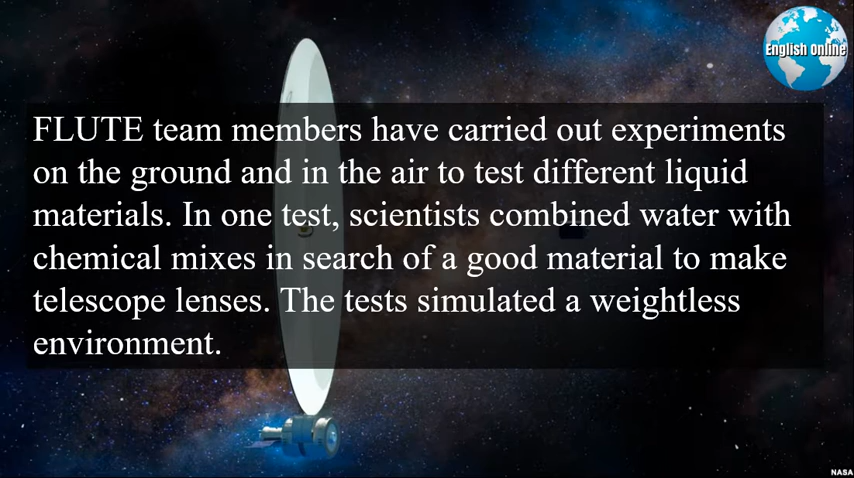 English Online
FLUTE team members have carried out experiments
on the ground and in the air to test different liquid
materials. In one test, scientists combined water with
chemical mixes in search of a good material to make
telescope lenses. The tests simulated a weightless
environment.
NASA